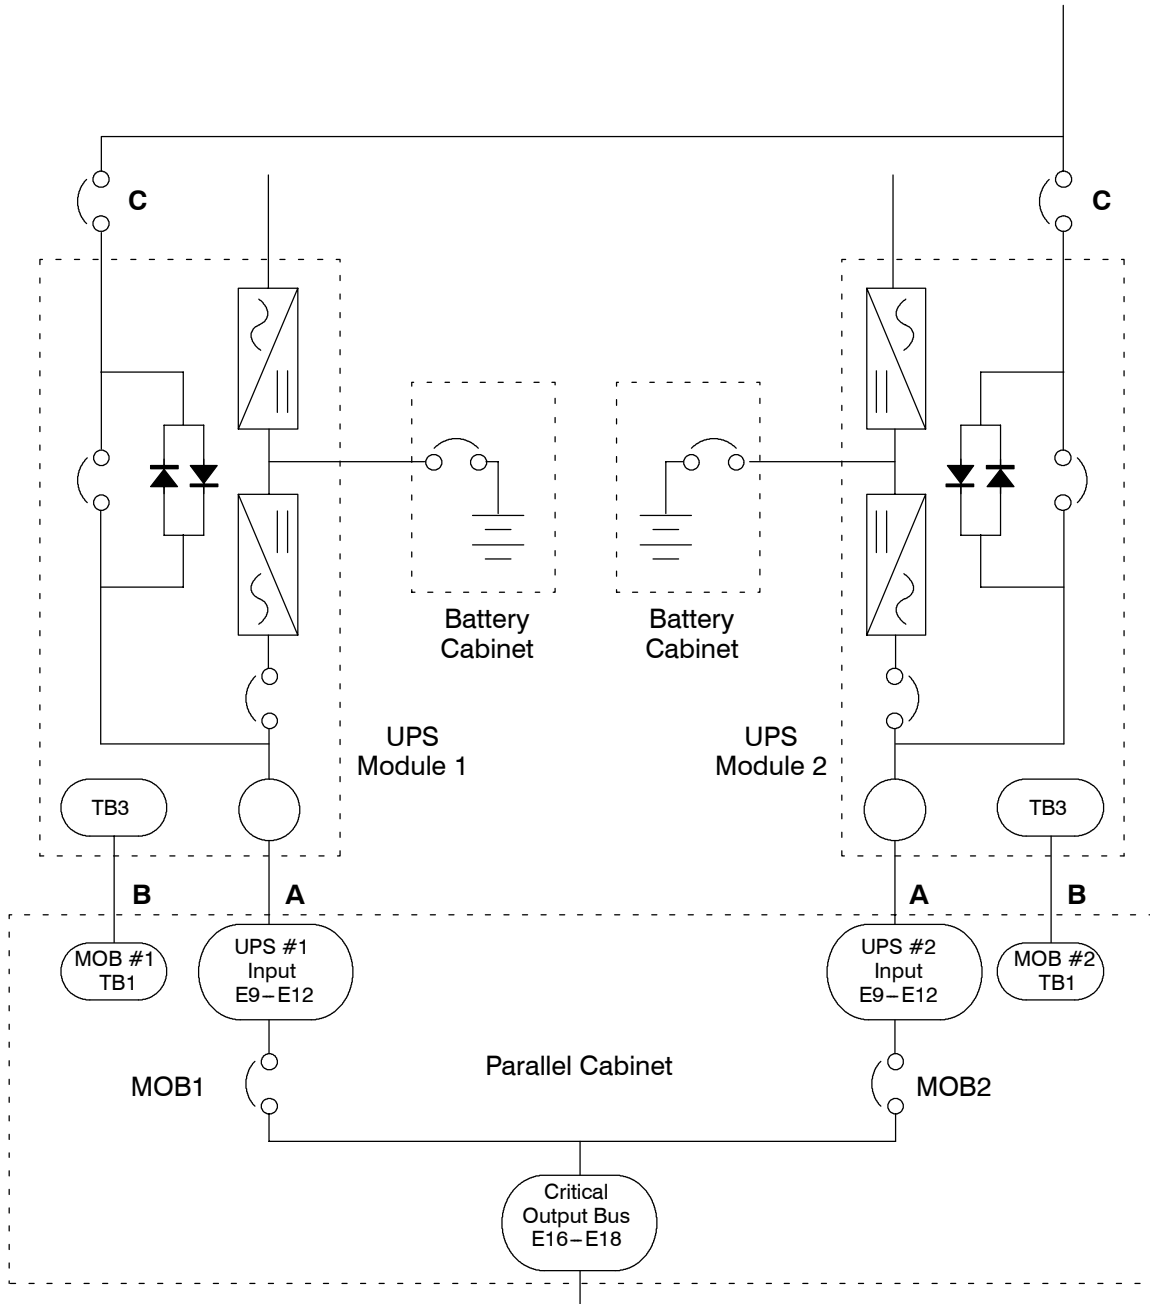 C
C
Battery
Cabinet
Battery
Cabinet
UPS
Module 1
UPS
Module 2
TB3
TB3
B
A
A
B
MOB #1
TB1
UPS #1
Input
E9–E12
UPS #2
Input
E9–E12
MOB #2
TB1
MOB1
Parallel Cabinet
MOB2
Critical
Output Bus
E16–E18